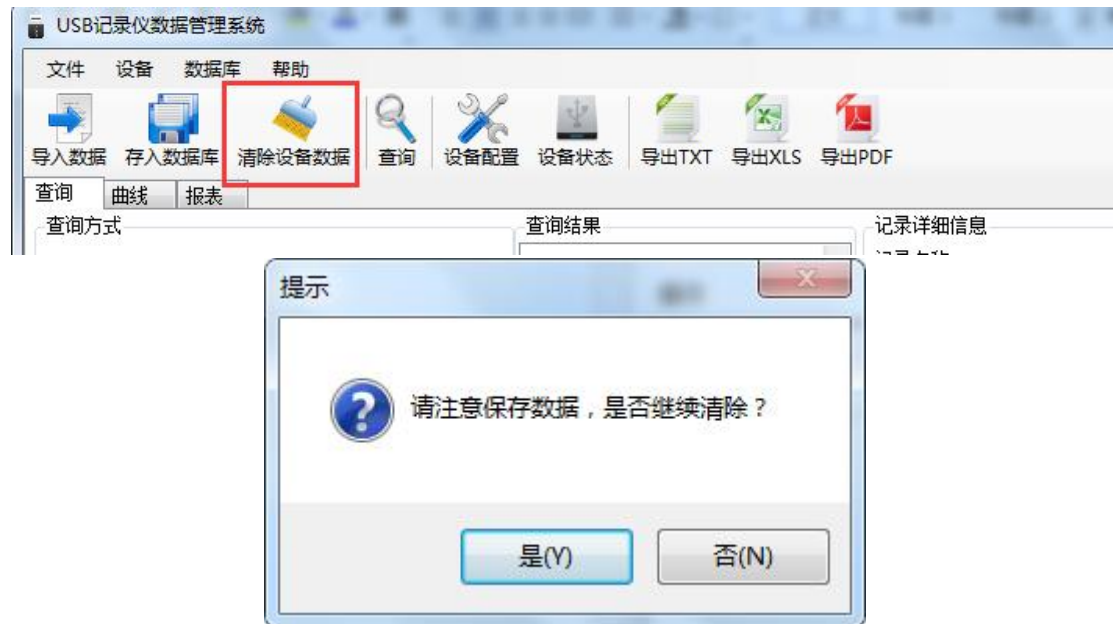 USB记录仪数据管理系统
文件 设备 数据库 帮助
导入数据 存入数据库 清除设备数据 查询 设备配置 设备状态 导出TXT 导出XLS 导出PDF
查询 曲线 报表
查询方式 查询结果 记录详细信息
提示
请注意保存数据，是否继续清除？
是(Y) 否(N)